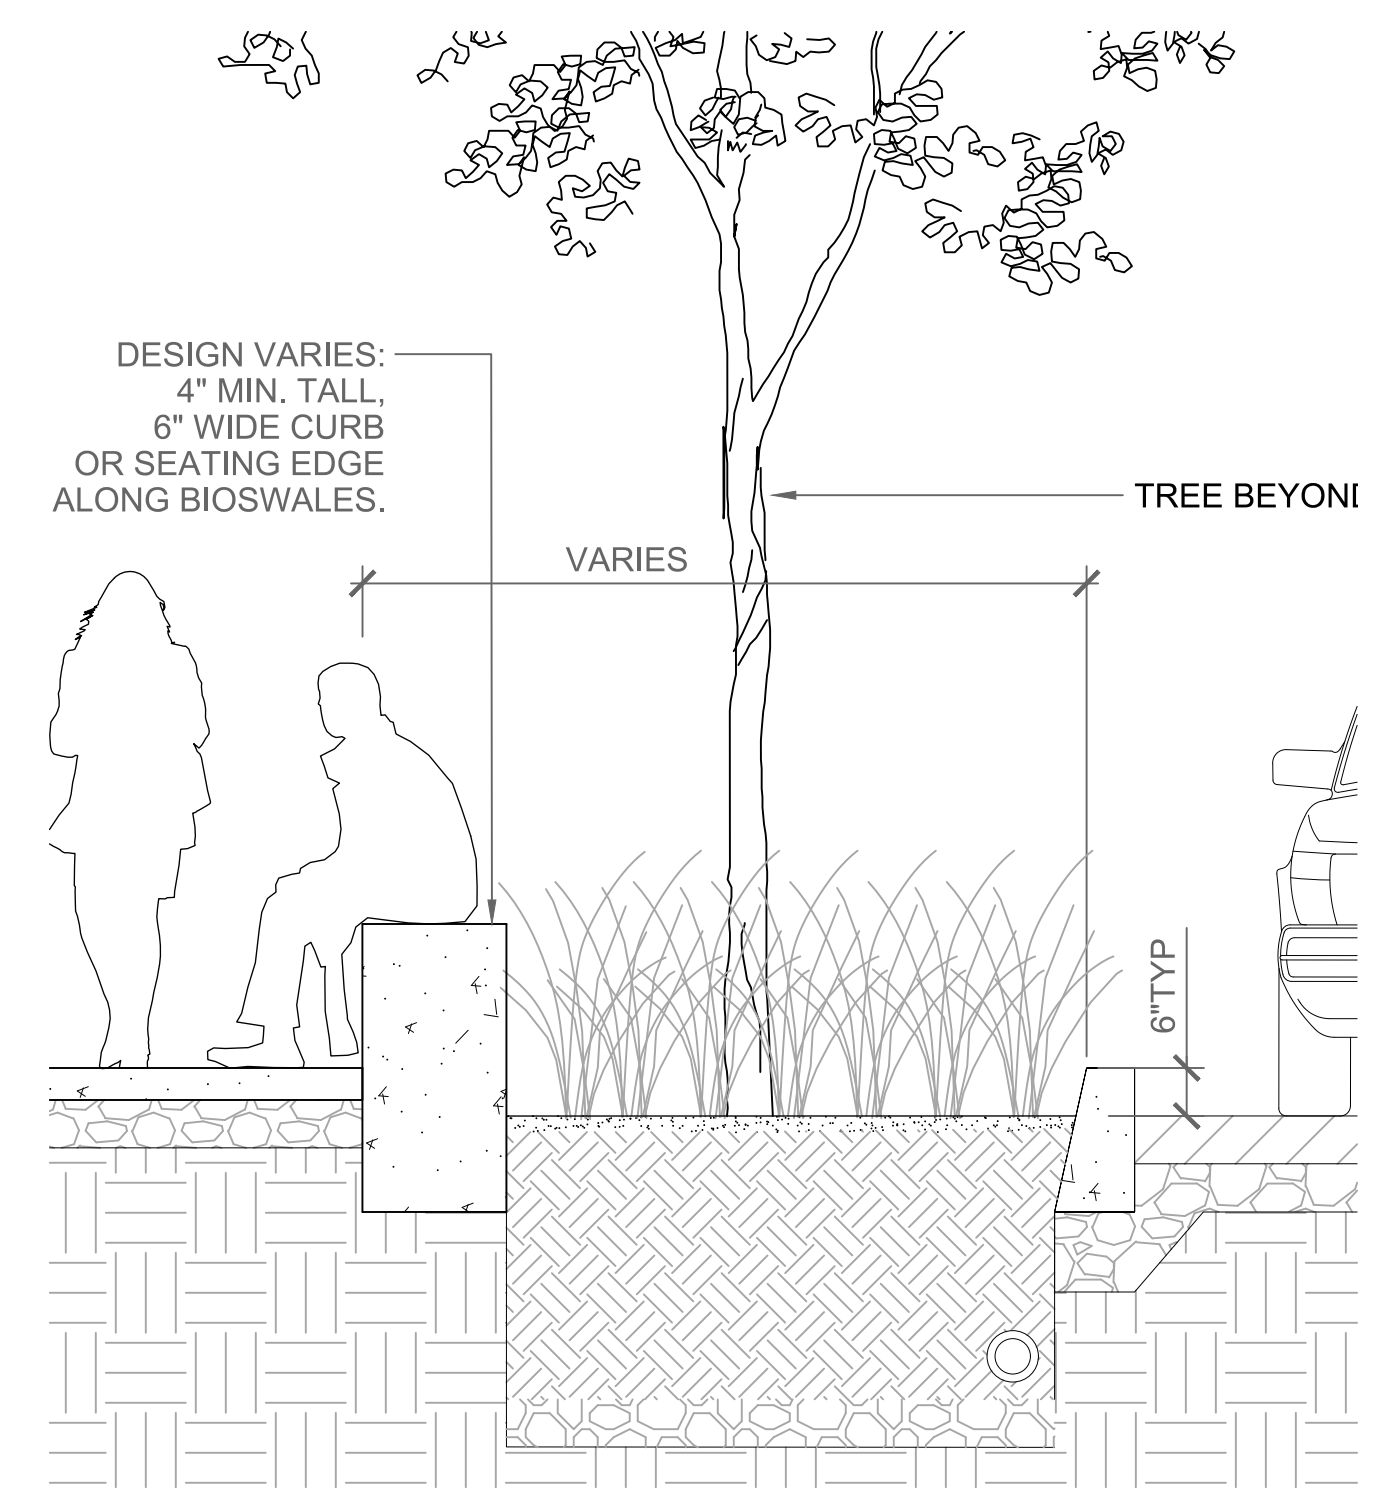 DESIGN VARIES:
4" MIN. TALL,
6" WIDE CURB
OR SEATING EDGE
ALONG BIOSWALES.
TREE BEYOND
VARIES
6"TYP